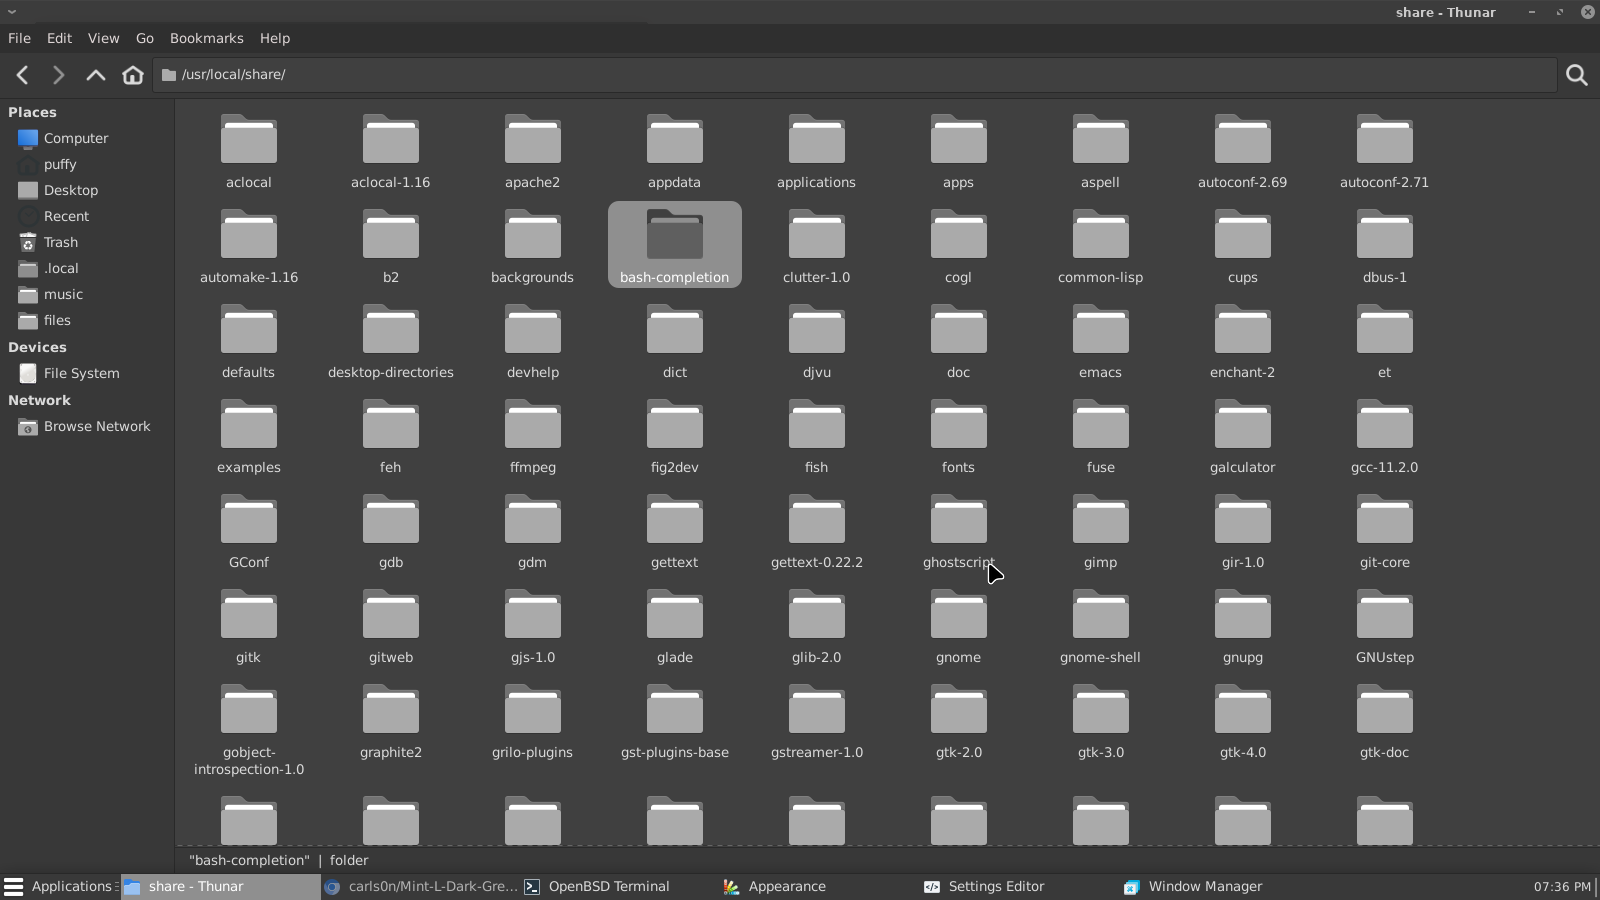 share - Thunar
File Edit View Go Bookmarks Help
/usr/local/share/
Places
Computer
puffy
Desktop
Recent
Trash
.local
music
files
Devices
File System
Network
Browse Network
aclocal aclocal-1.16 apache2 appdata applications apps aspell autoconf-2.69 autoconf-2.71
automake-1.16 b2 backgrounds bash-completion clutter-1.0 cogl common-lisp cups dbus-1
defaults desktop-directories devhelp dict djvu doc emacs enchant-2 et
examples feh ffmpeg fig2dev fish fonts fuse galculator gcc-11.2.0
GConf gdb gdm gettext gettext-0.22.2 ghostscript gimp gir-1.0 git-core
gitk gitweb gjs-1.0 glade glib-2.0 gnome gnome-shell gnupg GNUstep
gobject- graphite2 grilo-plugins gst-plugins-base gstreamer-1.0 gtk-2.0 gtk-3.0 gtk-4.0 gtk-doc
introspection-1.0
"bash-completion" | folder
Applications share - Thunar carls0n/Mint-L-Dark-Gre... OpenBSD Terminal Appearance Settings Editor Window Manager 07:36 PM